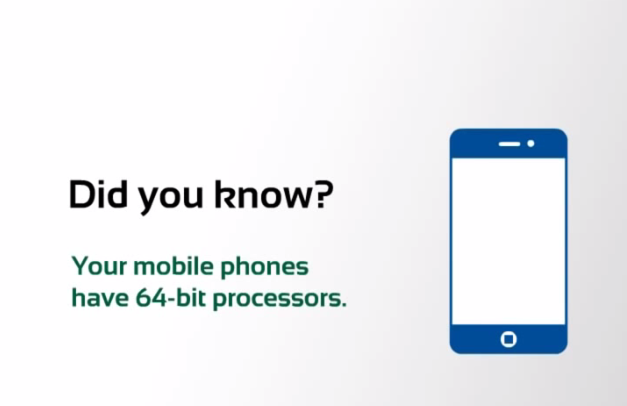 Did you know?
Your mobile phones
have 64-bit processors.